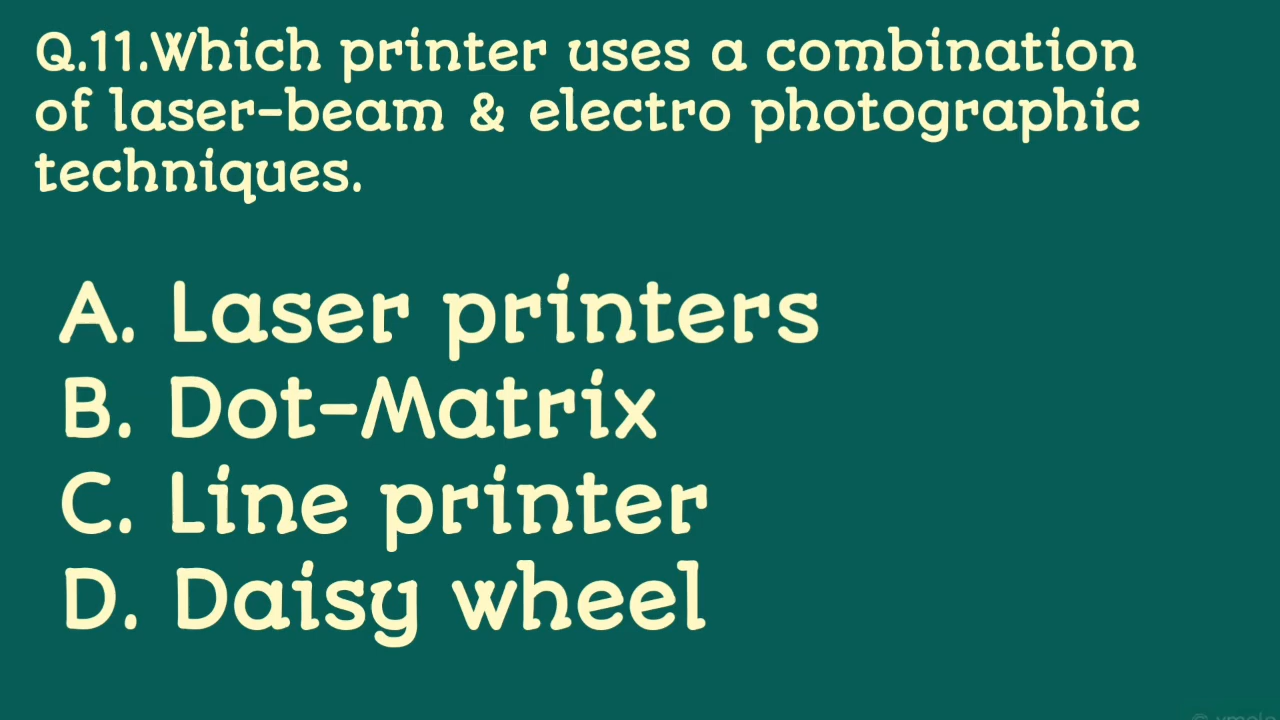 Q.11.Which printer uses a combination
of laser-beam & electro photographic
techniques.
A. Laser printers
B. Dot-Matrix
C. Line printer
D. Daisy wheel